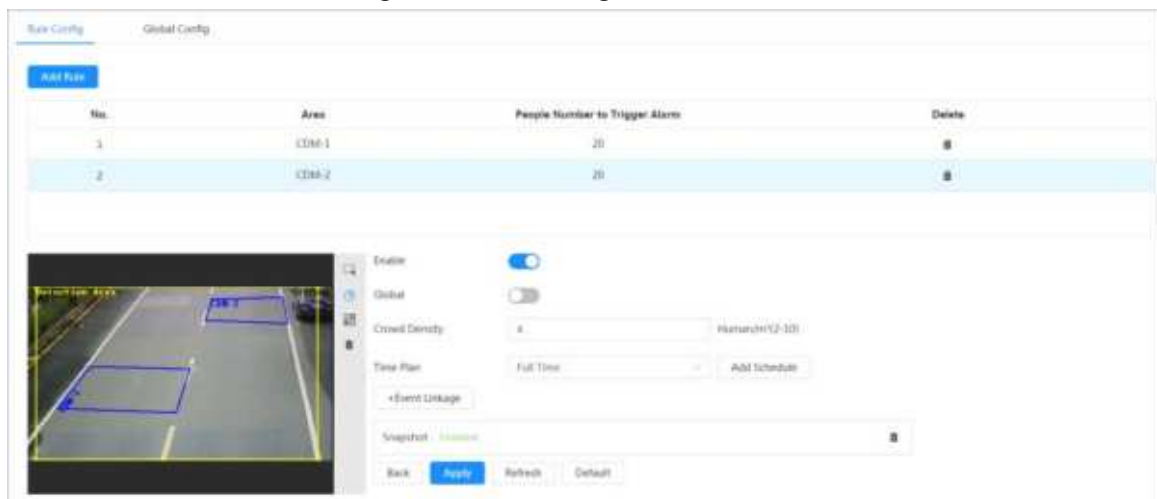 Rule Config Global Config
Add Rule
No. Area People Number to Trigger Alarm Delete
1 CDM-1 20
2 CDM-2 20
Detection Area
Enable
Global
Crowd Density 4
Time Plan Full Time Add Schedule
+Event Linkage
Snapshot
Back Apply Refresh Default